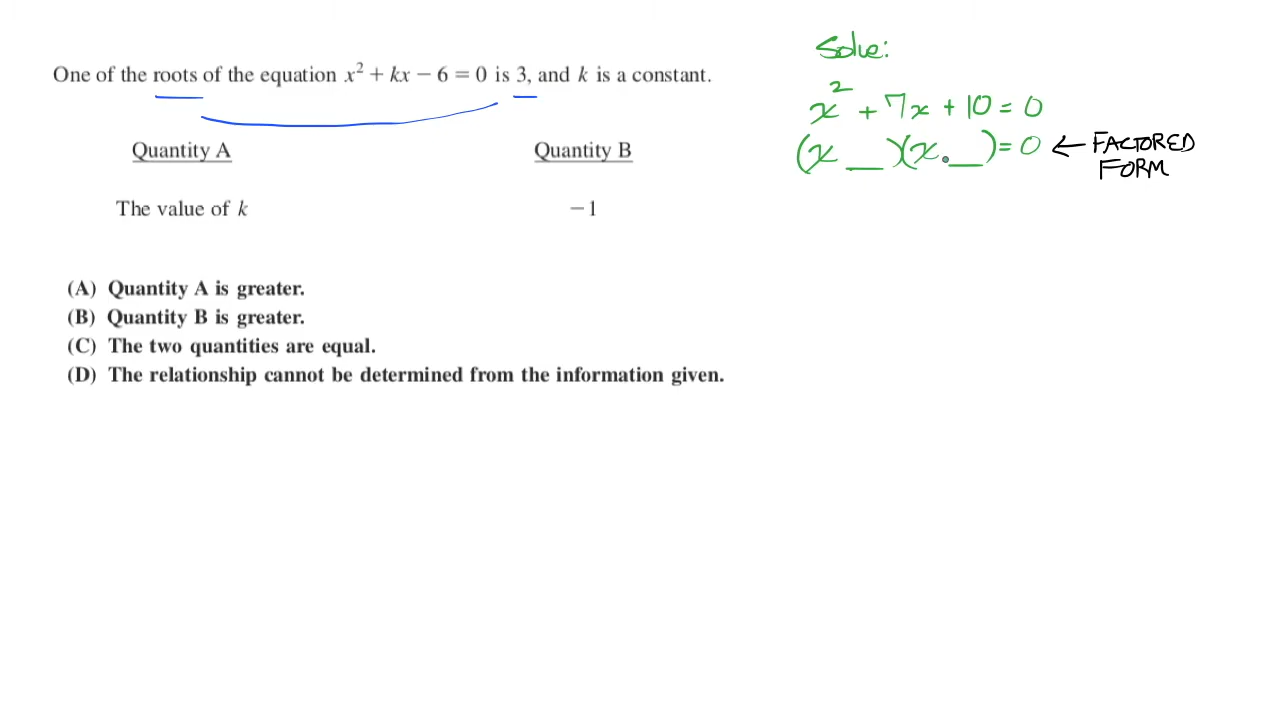 One of the roots of the equation x² + kx − 6 = 0 is 3, and k is a constant.
Quantity A Quantity B
The value of k −1
(A) Quantity A is greater.
(B) Quantity B is greater.
(C) The two quantities are equal.
(D) The relationship cannot be determined from the information given.
Solve:
x² + 7x + 10 = 0
(x __)(x __) = 0 ← FACTORED
FORM